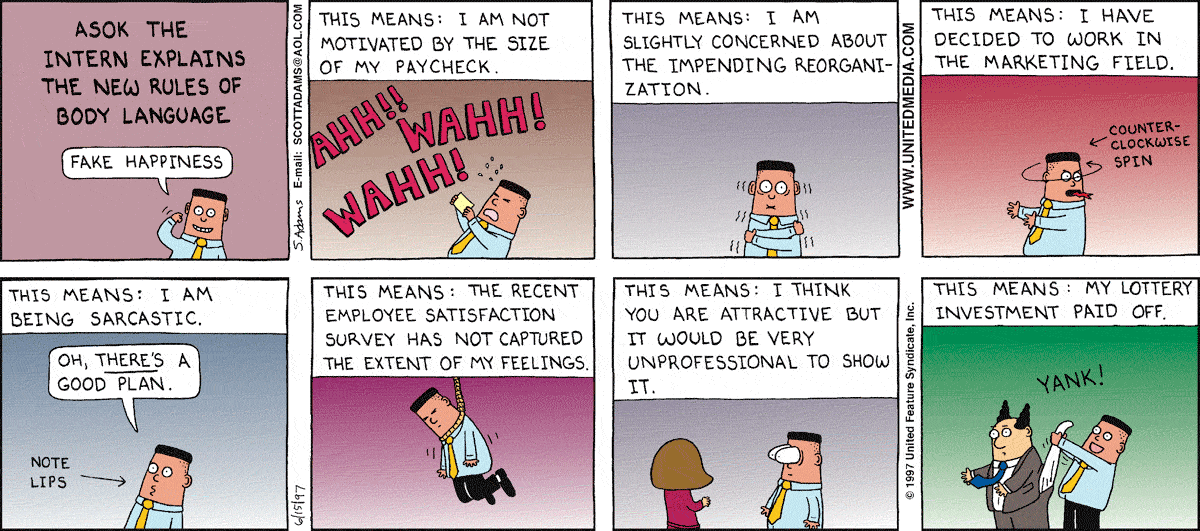 ASOK THE
INTERN EXPLAINS
THE NEW RULES OF
BODY LANGUAGE
FAKE HAPPINESS
S. Adams E-mail: SCOTTADAMS@AOL.COM
THIS MEANS: I AM NOT
MOTIVATED BY THE SIZE
OF MY PAYCHECK.
AHH!!
WAHH!
WAHH!
THIS MEANS: I AM
SLIGHTLY CONCERNED ABOUT
THE IMPENDING REORGANI-
ZATION.
WWW.UNITEDMEDIA.COM
THIS MEANS: I HAVE
DECIDED TO WORK IN
THE MARKETING FIELD.
COUNTER-
CLOCKWISE
SPIN
THIS MEANS: I AM
BEING SARCASTIC.
OH, THERE'S A
GOOD PLAN.
NOTE
LIPS
6/15/97
THIS MEANS: THE RECENT
EMPLOYEE SATISFACTION
SURVEY HAS NOT CAPTURED
THE EXTENT OF MY FEELINGS.
THIS MEANS: I THINK
YOU ARE ATTRACTIVE BUT
IT WOULD BE VERY
UNPROFESSIONAL TO SHOW
IT.
© 1997 United Feature Syndicate, Inc.
THIS MEANS: MY LOTTERY
INVESTMENT PAID OFF.
YANK!